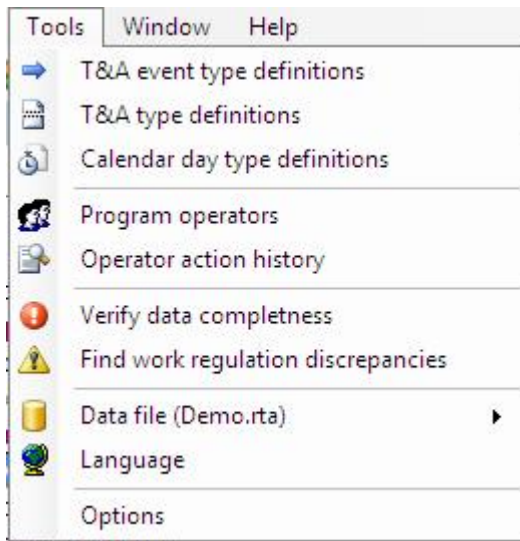 Tools Window Help
T&A event type definitions
T&A type definitions
Calendar day type definitions
Program operators
Operator action history
Verify data completness
Find work regulation discrepancies
Data file (Demo.rta)
Language
Options